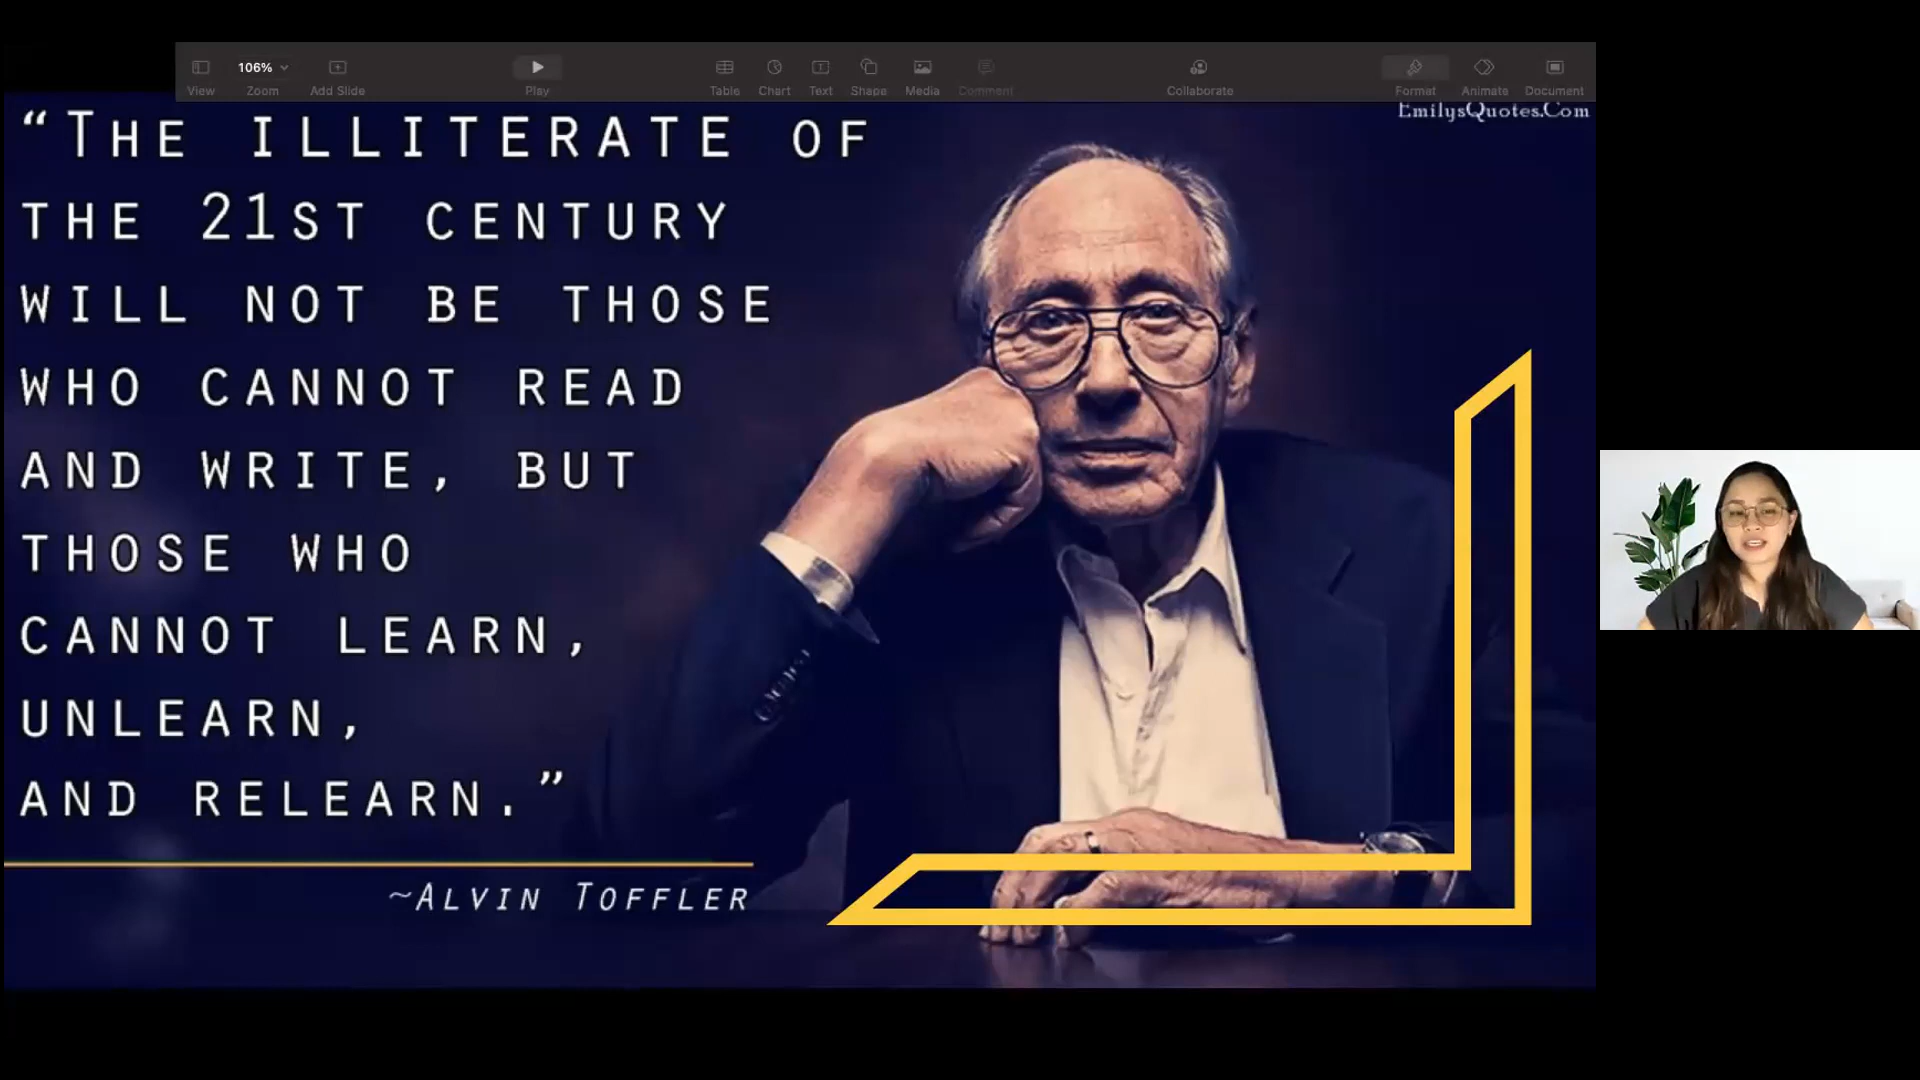 106%
View
Zoom
Add Slide
Play
Table
Chart
Text
Shape
Media
Comment
Collaborate
Format
Animate
Document
EmilysQuotes.Com
“The illiterate of
the 21st century
will not be those
who cannot read
and write, but
those who
cannot learn,
unlearn,
and relearn.”
~Alvin Toffler